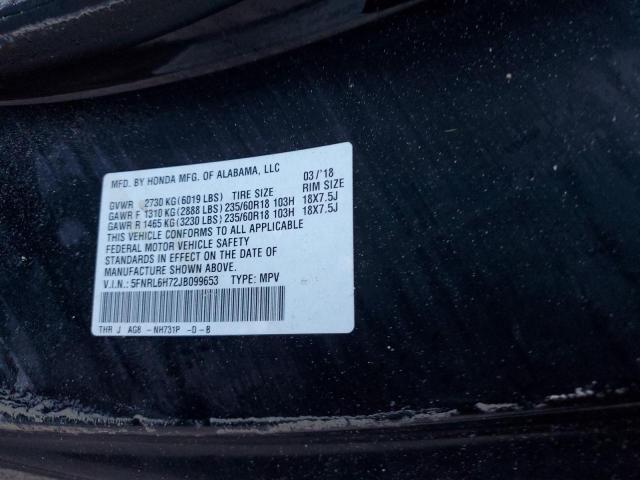 MFD. BY HONDA MFG. OF ALABAMA, LLC 03/'18
GVWR 2730 KG(6019 LBS) TIRE SIZE RIM SIZE
GAWR F 1310 KG(2888 LBS) 235/60R18 103H 18X7.5J
GAWR R 1465 KG(3230 LBS) 235/60R18 103H 18X7.5J
THIS VEHICLE CONFORMS TO ALL APPLICABLE
FEDERAL MOTOR VEHICLE SAFETY
STANDARDS IN EFFECT ON THE DATE OF
MANUFACTURE SHOWN ABOVE.
V.I.N.: 5FNRL6H72JB099653 TYPE: MPV
THR J AG8 -NH731P -D-B